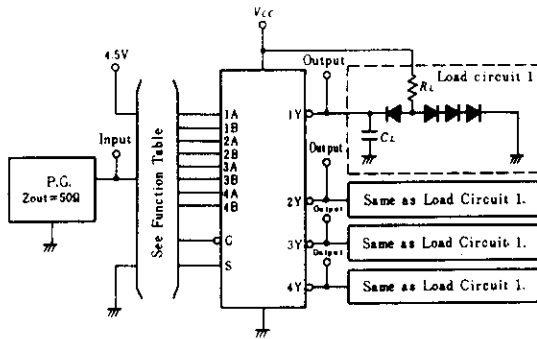 VCC
4.5V
Output
Load circuit 1
RL
1A
1Y
1B
Input
2A
CL
2B
3A
Output
P.G.
3B
Zout=50Ω
4A
4B
See Function Table
2Y
Same as Load Circuit 1.
Output
G
3Y
Same as Load Circuit 1.
Output
S
4Y
Same as Load Circuit 1.